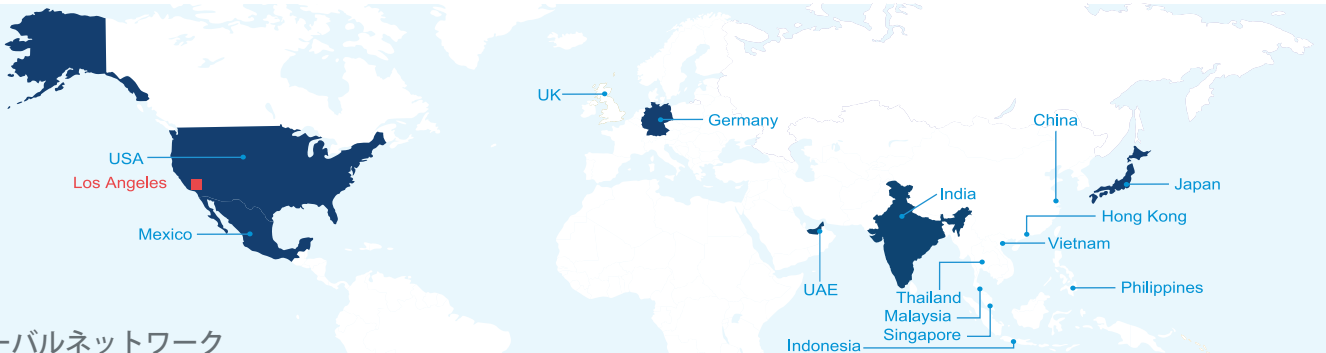 UK
Germany
China
USA
Los Angeles
Japan
India
Hong Kong
Mexico
Vietnam
UAE
Thailand
Philippines
Malaysia
Singapore
Indonesia
ーバルネットワーク